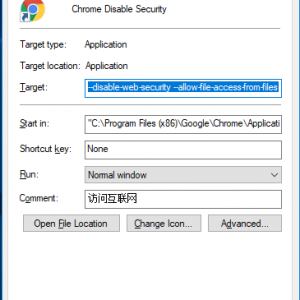 Chrome Disable Security
Target type: Application
Target location: Application
Target: --disable-web-security --allow-file-access-from-files
Start in: "C:\Program Files (x86)\Google\Chrome\Applicati
Shortcut key: None
Run: Normal window
Comment: 访问互联网
Open File Location Change Icon... Advanced...